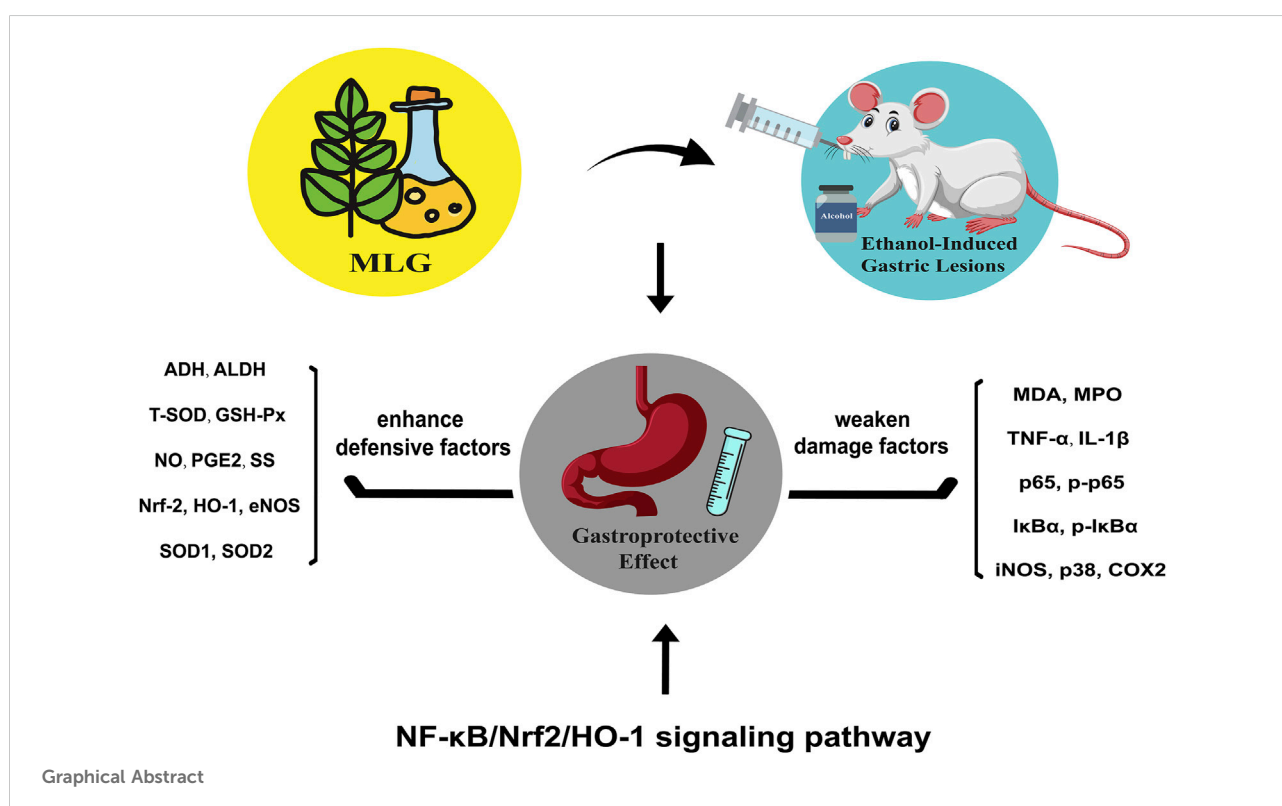 MLG
Alcohol
Ethanol-Induced
Gastric Lesions
ADH, ALDH
T-SOD, GSH-Px
NO, PGE2, SS
Nrf-2, HO-1, eNOS
SOD1, SOD2
enhance
defensive factors
Gastroprotective
Effect
weaken
damage factors
MDA, MPO
TNF-α, IL-1β
p65, p-p65
IκBα, p-IκBα
iNOS, p38, COX2
NF-κB/Nrf2/HO-1 signaling pathway
Graphical Abstract